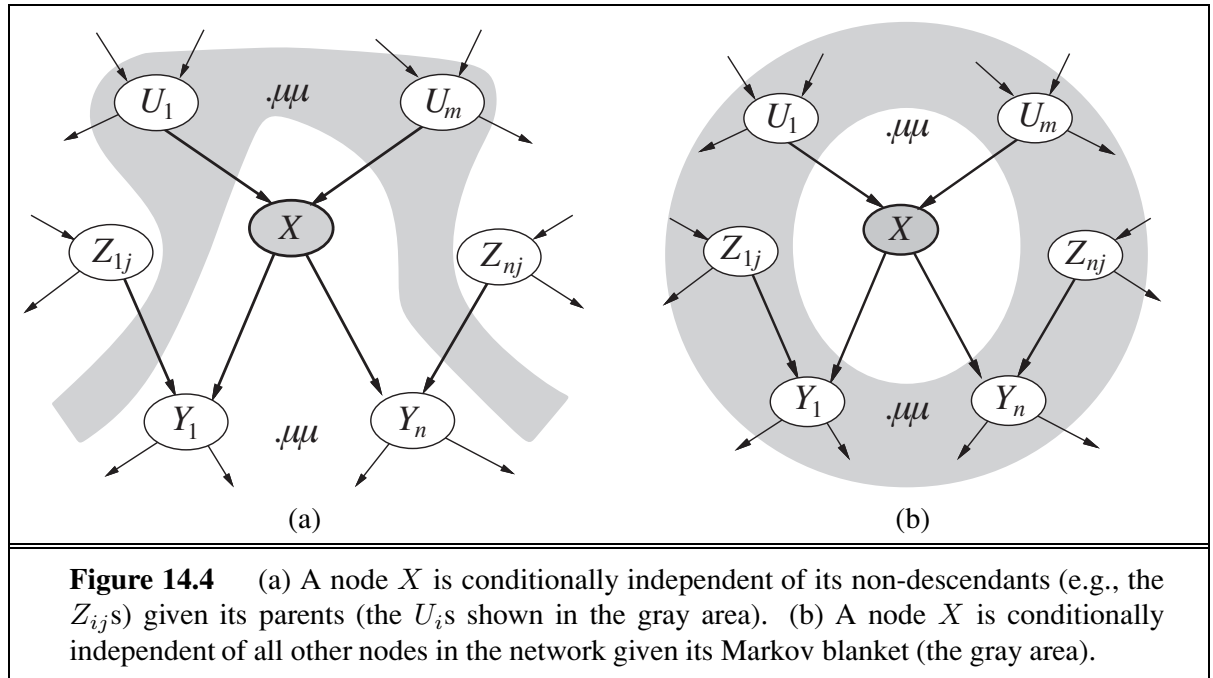 U1 .μμ Um
X
Z1j Znj
Y1 .μμ Yn
(a)
U1 .μμ Um
X
Z1j Znj
Y1 .μμ Yn
(b)
Figure 14.4 (a) A node X is conditionally independent of its non-descendants (e.g., the
Zijs) given its parents (the Uis shown in the gray area). (b) A node X is conditionally
independent of all other nodes in the network given its Markov blanket (the gray area).